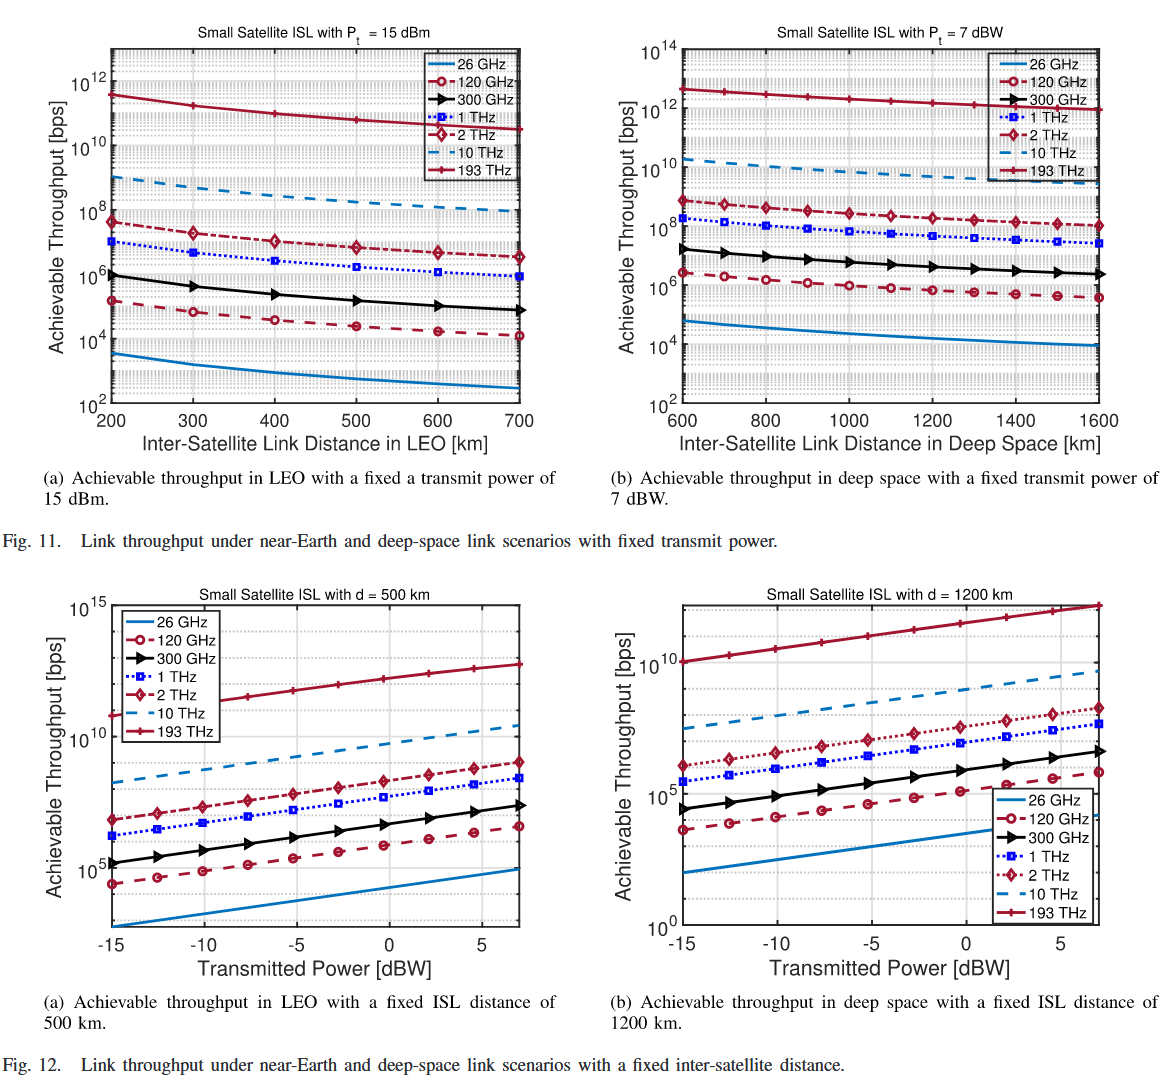 Small Satellite ISL with Pt = 15 dBm
Achievable Throughput [bps]
10^12
10^10
10^8
10^6
10^4
10^2
26 GHz
120 GHz
300 GHz
1 THz
2 THz
10 THz
193 THz
200 300 400 500 600 700
Inter-Satellite Link Distance in LEO [km]
(a) Achievable throughput in LEO with a fixed a transmit power of
15 dBm.
Small Satellite ISL with Pt = 7 dBW
Achievable Throughput [bps]
10^14
10^12
10^10
10^8
10^6
10^4
10^2
26 GHz
120 GHz
300 GHz
1 THz
2 THz
10 THz
193 THz
600 800 1000 1200 1400 1600
Inter-Satellite Link Distance in Deep Space [km]
(b) Achievable throughput in deep space with a fixed transmit power of
7 dBW.
Fig. 11. Link throughput under near-Earth and deep-space link scenarios with fixed transmit power.
Small Satellite ISL with d = 500 km
Achievable Throughput [bps]
10^15
10^10
10^5
26 GHz
120 GHz
300 GHz
1 THz
2 THz
10 THz
193 THz
-15 -10 -5 0 5
Transmitted Power [dBW]
(a) Achievable throughput in LEO with a fixed ISL distance of
500 km.
Small Satellite ISL with d = 1200 km
Achievable Throughput [bps]
10^10
10^5
10^0
26 GHz
120 GHz
300 GHz
1 THz
2 THz
10 THz
193 THz
-15 -10 -5 0 5
Transmitted Power [dBW]
(b) Achievable throughput in deep space with a fixed ISL distance of
1200 km.
Fig. 12. Link throughput under near-Earth and deep-space link scenarios with a fixed inter-satellite distance.